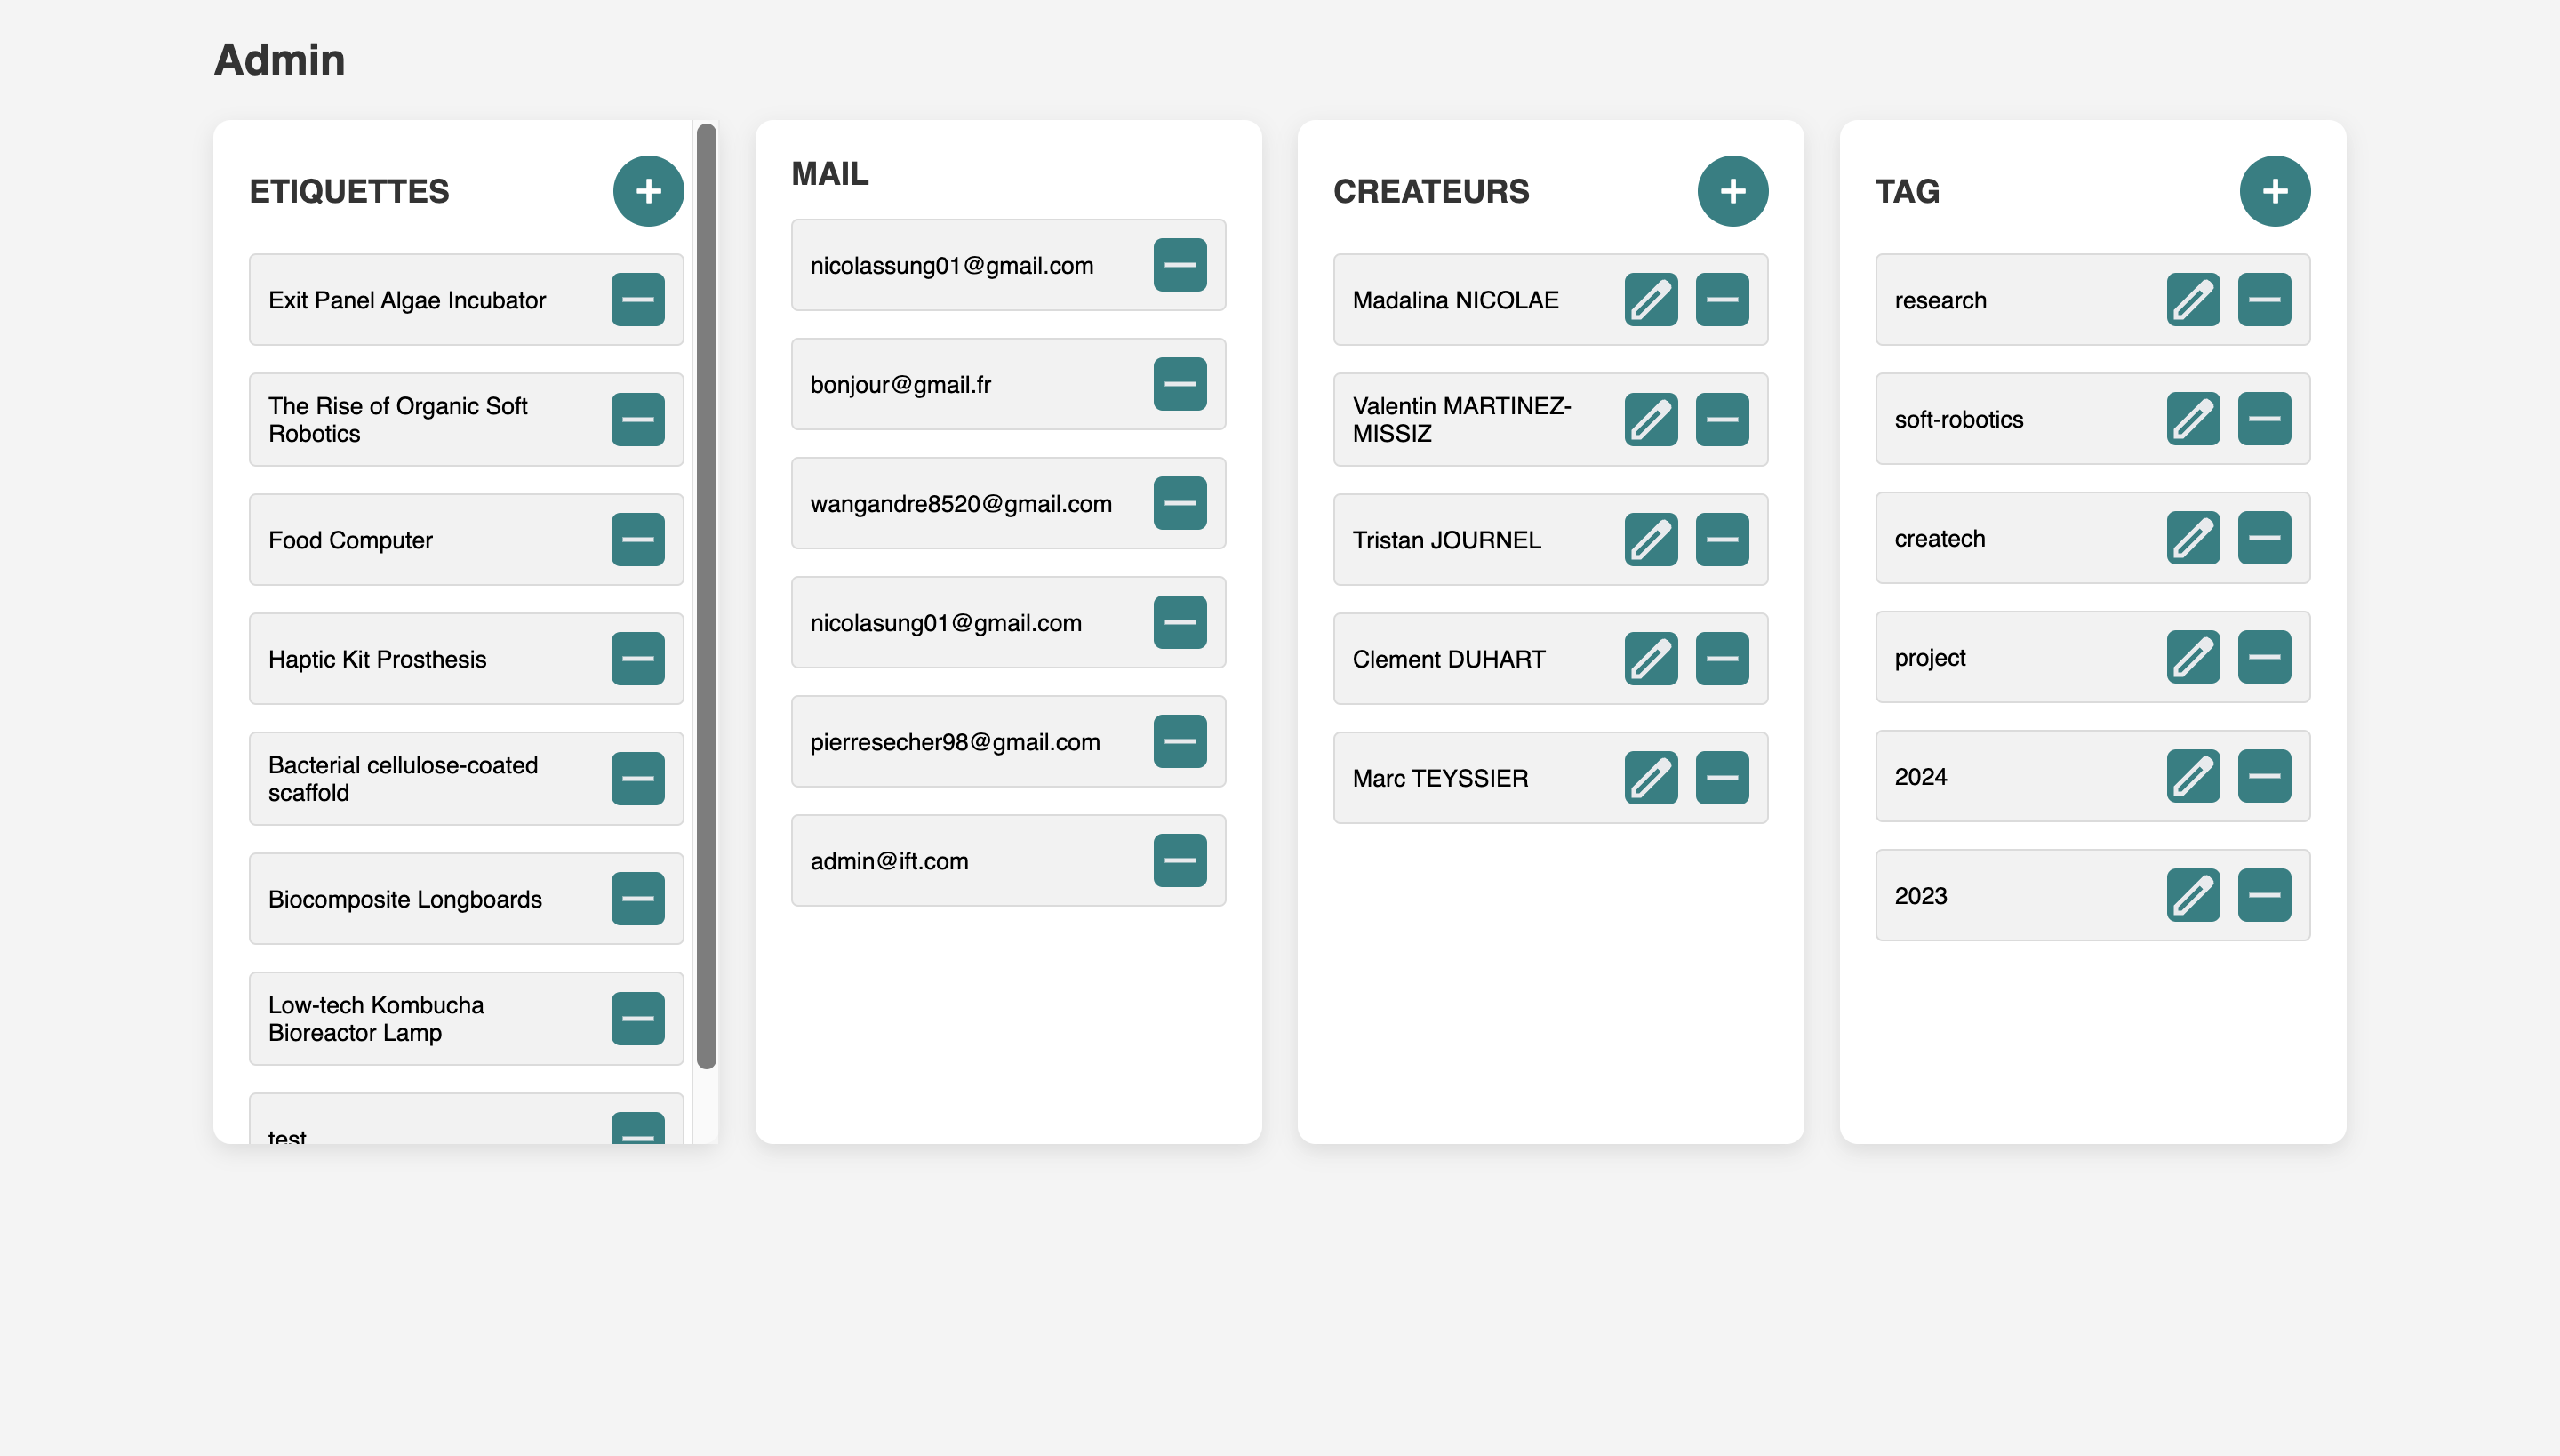 Admin
ETIQUETTES
+
Exit Panel Algae Incubator
The Rise of Organic Soft
Robotics
Food Computer
Haptic Kit Prosthesis
Bacterial cellulose-coated
scaffold
Biocomposite Longboards
Low-tech Kombucha
Bioreactor Lamp
test
MAIL
nicolassung01@gmail.com
bonjour@gmail.fr
wangandre8520@gmail.com
nicolasung01@gmail.com
pierresecher98@gmail.com
admin@ift.com
CREATEURS
+
Madalina NICOLAE
Valentin MARTINEZ-
MISSIZ
Tristan JOURNEL
Clement DUHART
Marc TEYSSIER
TAG
+
research
soft-robotics
createch
project
2024
2023